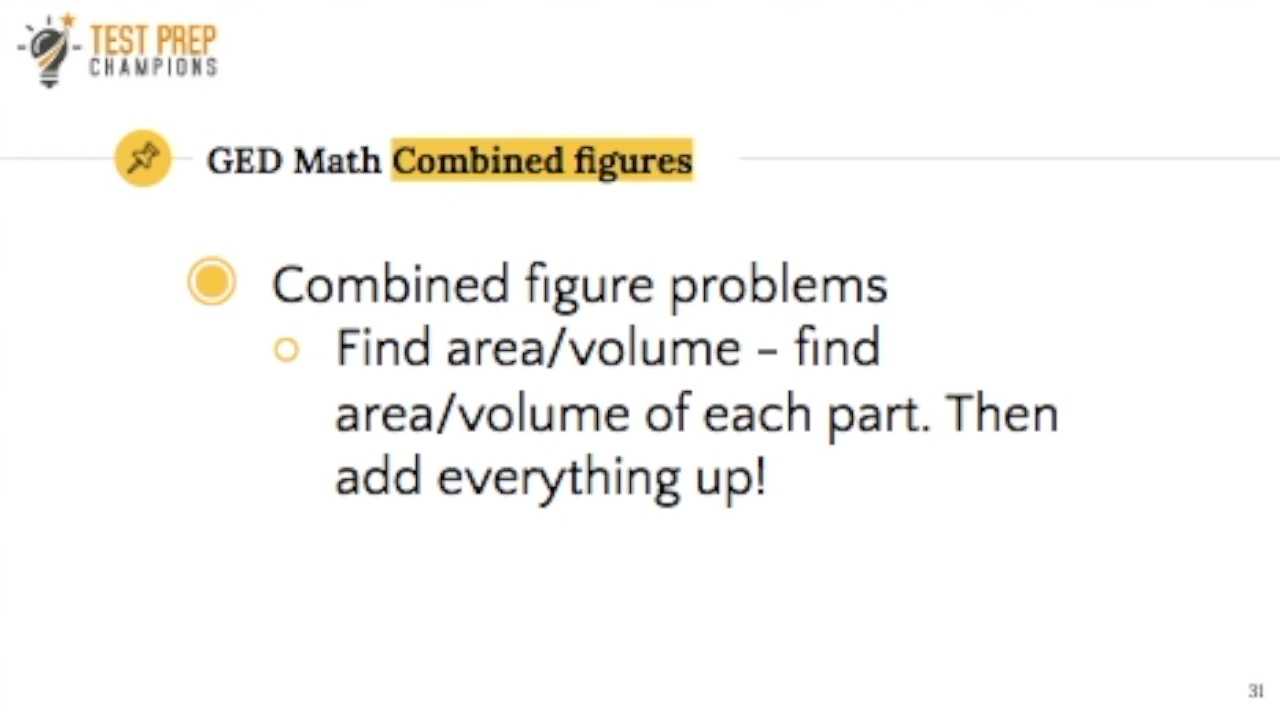 TEST PREP
CHAMPIONS
GED Math Combined figures
Combined figure problems
Find area/volume – find
area/volume of each part. Then
add everything up!
31